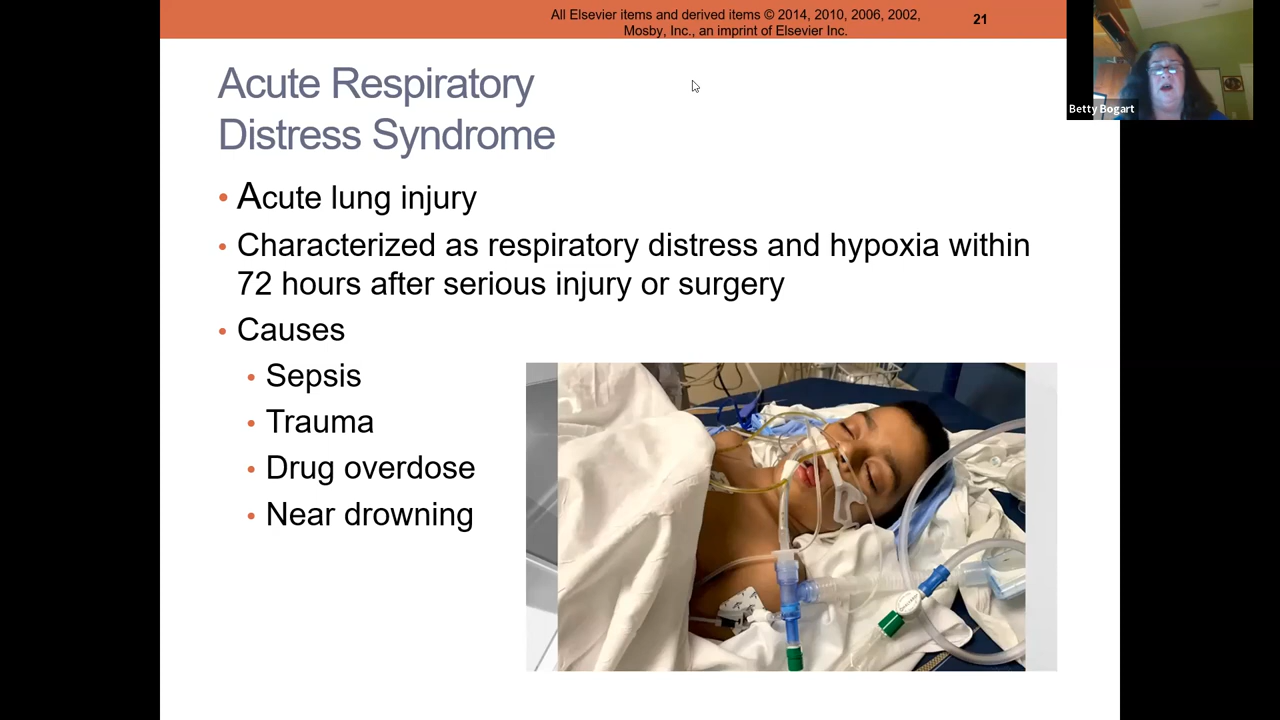 All Elsevier items and derived items © 2014, 2010, 2006, 2002,
Mosby, Inc., an imprint of Elsevier Inc.
21
Betty Bogart
Acute Respiratory
Distress Syndrome
• Acute lung injury
• Characterized as respiratory distress and hypoxia within
72 hours after serious injury or surgery
• Causes
• Sepsis
• Trauma
• Drug overdose
• Near drowning